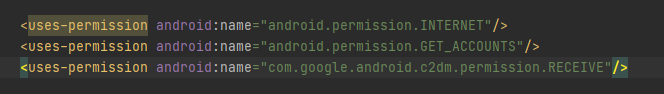 <uses-permission android:name="android.permission.INTERNET"/>
<uses-permission android:name="android.permission.GET_ACCOUNTS"/>
<uses-permission android:name="com.google.android.c2dm.permission.RECEIVE"/>